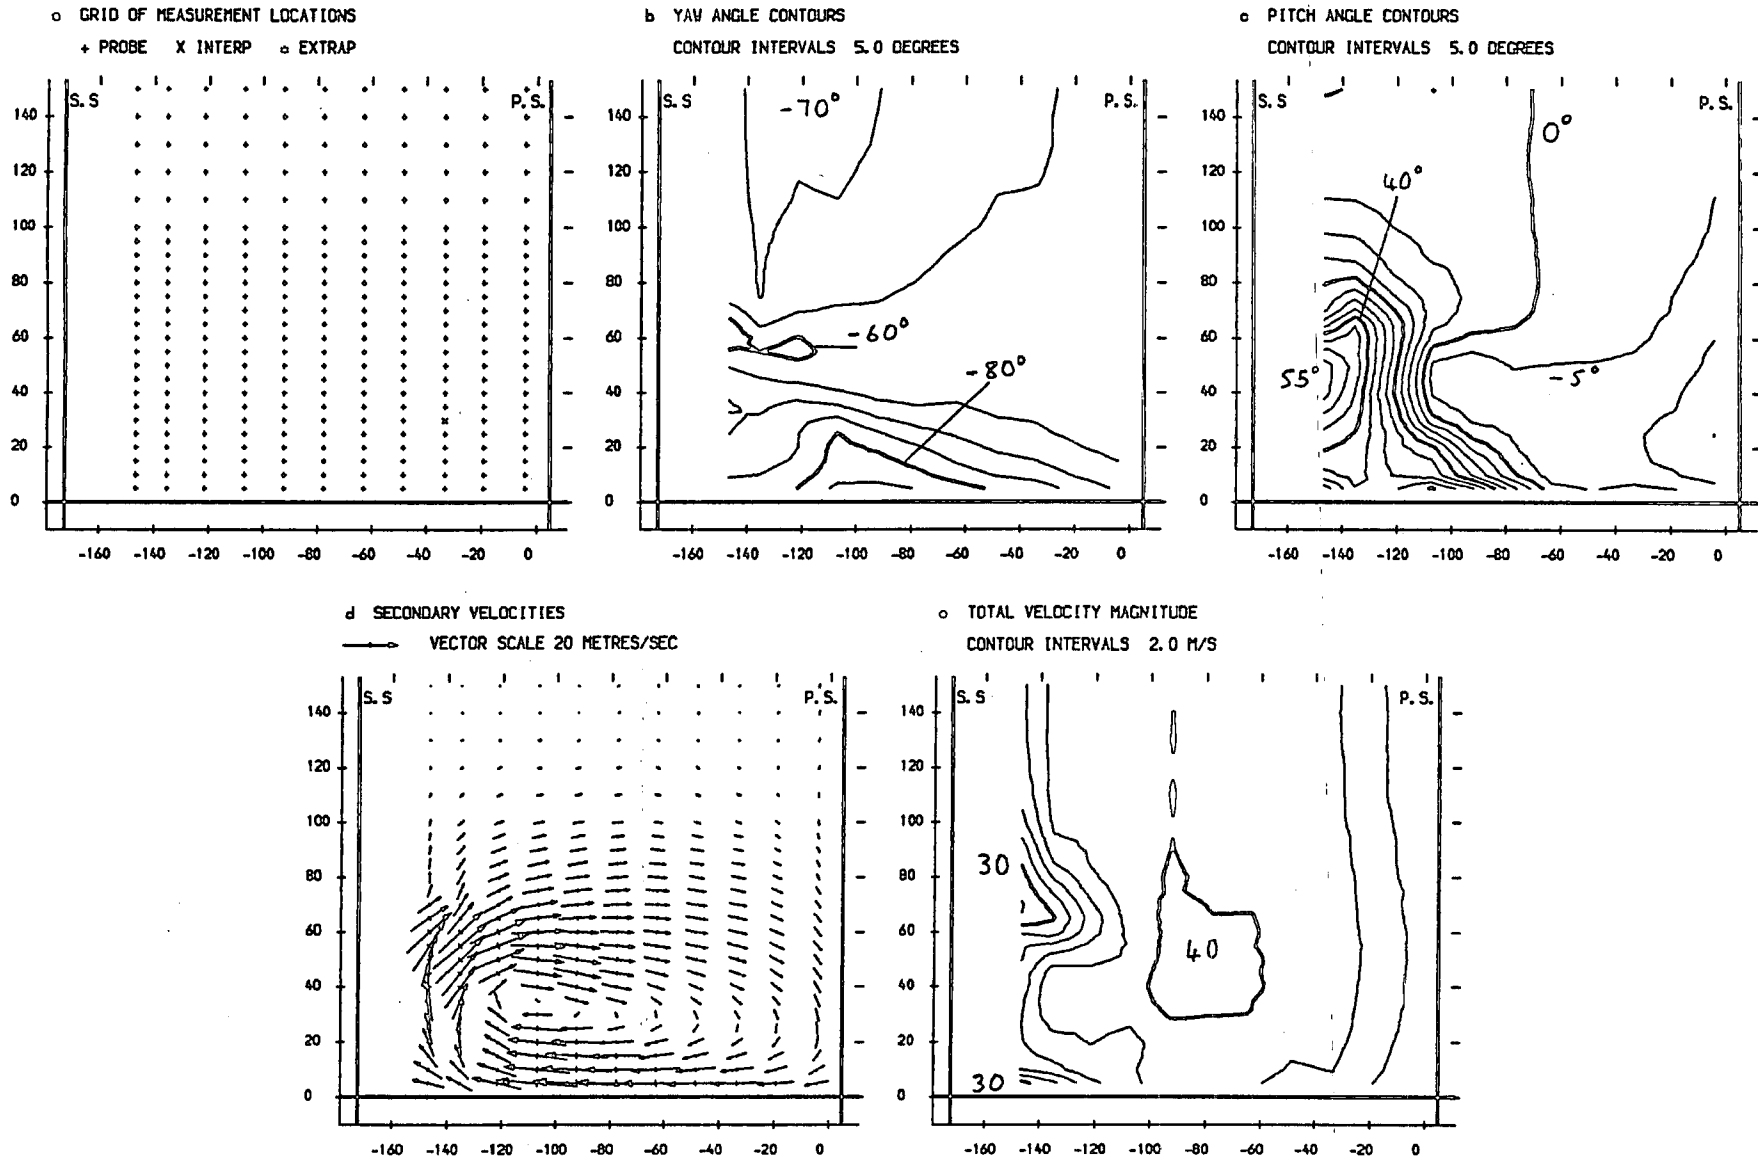 o GRID OF MEASUREMENT LOCATIONS
+ PROBE X INTERP o EXTRAP
S.S P.S.
140
120
100
80
60
40
20
0
-160 -140 -120 -100 -80 -60 -40 -20 0
b YAW ANGLE CONTOURS
CONTOUR INTERVALS 5.0 DEGREES
S.S P.S.
-70°
-60°
-80°
140
120
100
80
60
40
20
0
-160 -140 -120 -100 -80 -60 -40 -20 0
c PITCH ANGLE CONTOURS
CONTOUR INTERVALS 5.0 DEGREES
S.S P.S.
0°
40°
55°
-5°
140
120
100
80
60
40
20
0
-160 -140 -120 -100 -80 -60 -40 -20 0
d SECONDARY VELOCITIES
VECTOR SCALE 20 METRES/SEC
S.S P.S.
140
120
100
80
60
40
20
0
-160 -140 -120 -100 -80 -60 -40 -20 0
o TOTAL VELOCITY MAGNITUDE
CONTOUR INTERVALS 2.0 M/S
S.S P.S.
30
40
30
140
120
100
80
60
40
20
0
-160 -140 -120 -100 -80 -60 -40 -20 0